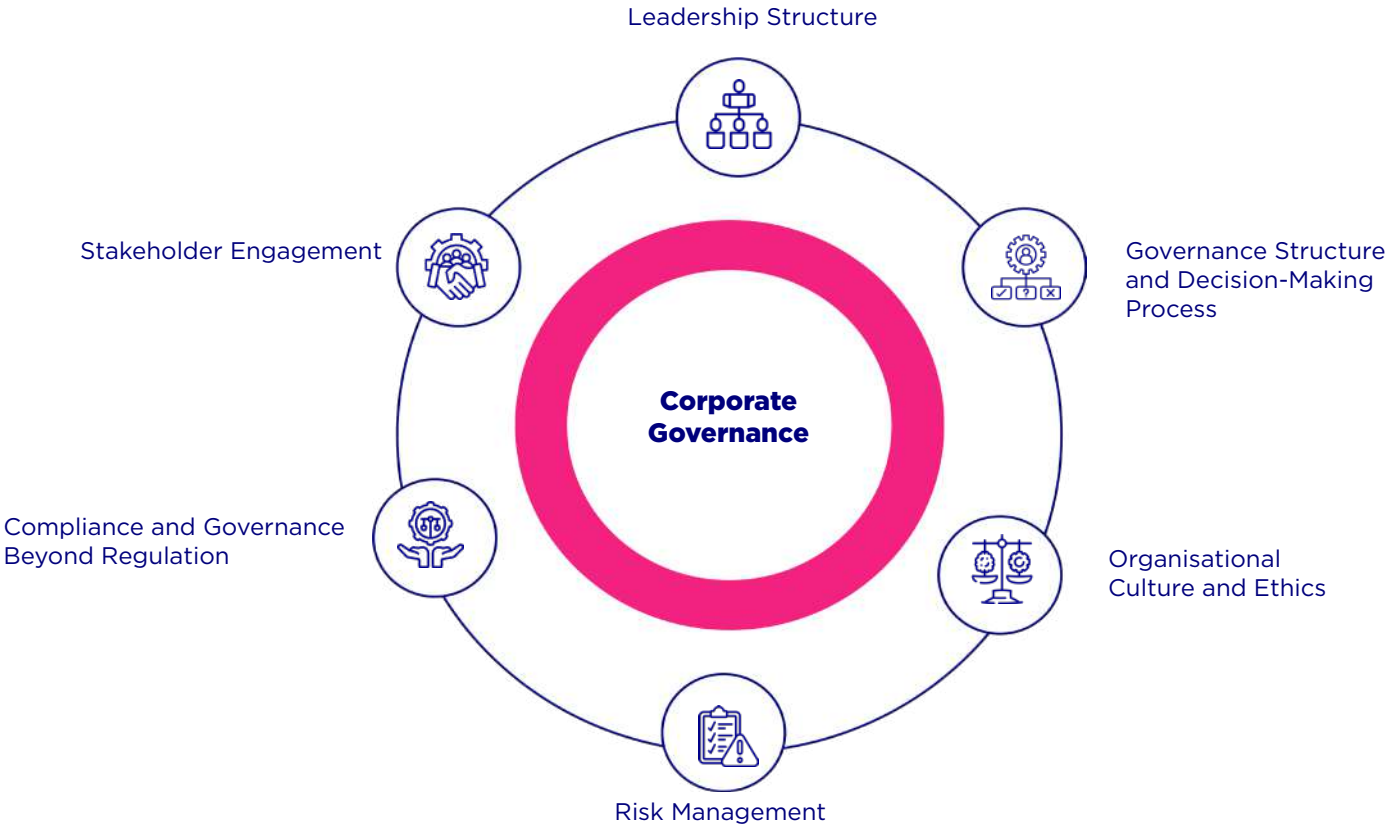 Leadership Structure
Stakeholder Engagement
Governance Structure
and Decision-Making
Process
Corporate
Governance
Compliance and Governance
Beyond Regulation
Organisational
Culture and Ethics
Risk Management